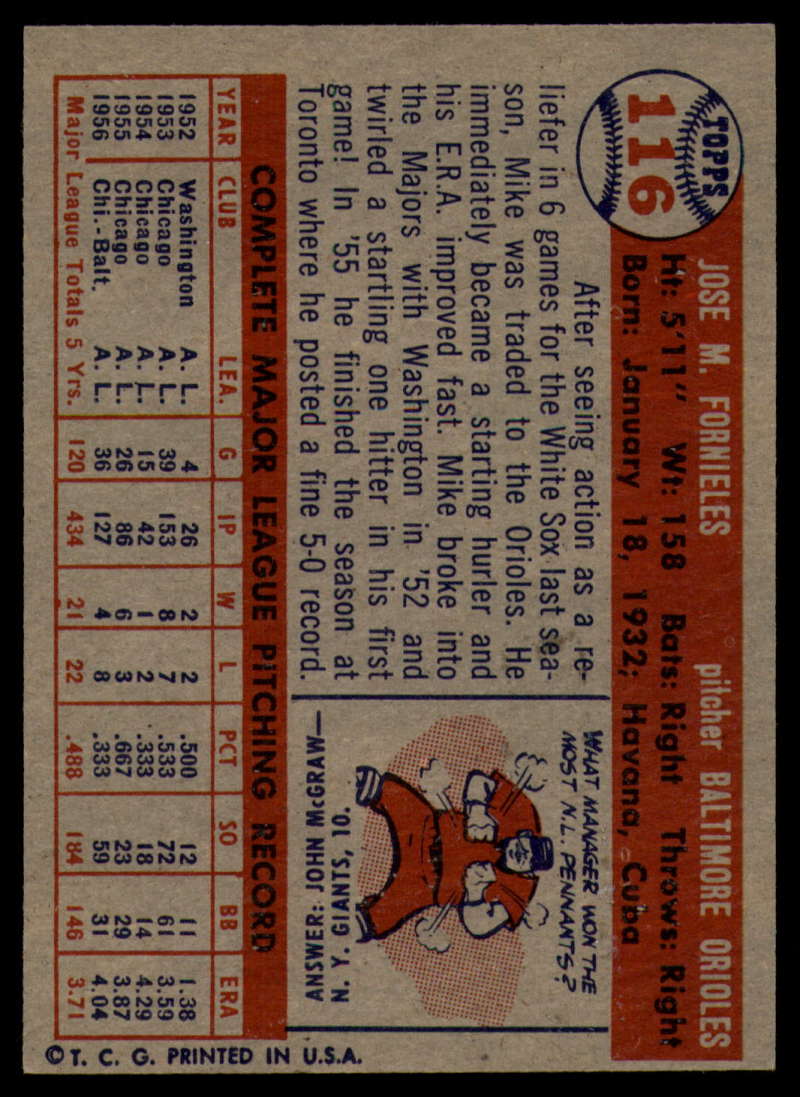 TOPPS
116
JOSE M. FORNIELES pitcher BALTIMORE ORIOLES
Ht: 5'11" Wt: 158 Bats: Right Throws: Right
Born: January 18, 1932; Havana, Cuba
After seeing action as a re-
liefer in 6 games for the White Sox last sea-
son, Mike was traded to the Orioles. He
immediately became a starting hurler and
his E.R.A. improved fast. Mike broke into
the Majors with Washington in '52 and
twirled a startling one hitter in his first
game! In '55 he finished the season at
Toronto where he posted a fine 5-0 record.
WHAT MANAGER WON THE
MOST N.L. PENNANTS?
ANSWER: JOHN McGRAW—
N. Y. GIANTS, 10.
COMPLETE MAJOR LEAGUE PITCHING RECORD
YEAR CLUB LEA. G IP W L PCT SO BB ERA
1952 Washington A. L. 4 26 2 2 .500 12 11 1.38
1953 Chicago A. L. 39 153 8 7 .533 72 61 3.59
1954 Chicago A. L. 15 42 1 2 .333 18 14 4.29
1955 Chicago A. L. 26 86 6 3 .667 23 29 3.87
1956 Chi.-Balt. A. L. 36 127 4 8 .333 59 31 4.04
Major League Totals 5 Yrs. 120 434 21 22 .488 184 146 3.71
© T. C. G. PRINTED IN U.S.A.